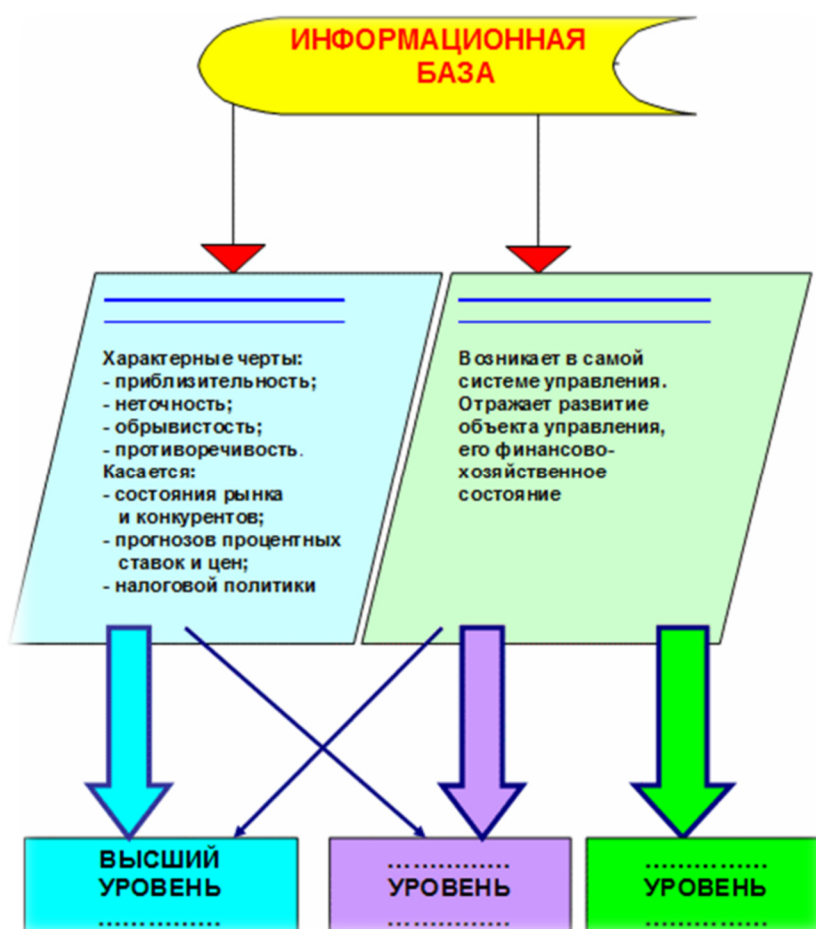 ИНФОРМАЦИОННАЯ
БАЗА
Характерные черты:
- приблизительность;
- неточность;
- обрывистость;
- противоречивость.
Касается:
- состояния рынка
и конкурентов;
- прогнозов процентных
ставок и цен;
- налоговой политики
Возникает в самой
системе управления.
Отражает развитие
объекта управления,
его финансово-
хозяйственное
состояние
ВЫСШИЙ
УРОВЕНЬ
...............
...............
УРОВЕНЬ
...............
...............
УРОВЕНЬ
...............